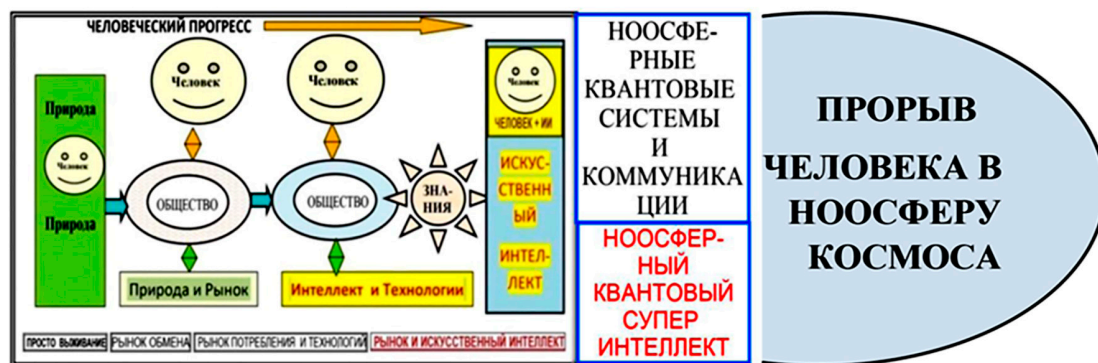 ЧЕЛОВЕЧЕСКИЙ ПРОГРЕСС
Природа
Человек
Природа
Человек
ОБЩЕСТВО
Природа и Рынок
Человек
ОБЩЕСТВО
Интеллект и Технологии
ЗНА-
НИЯ
Человек
ЧЕЛОВЕК + ИИ
ИСКУС-
СТВЕНН
ЫЙ
ИНТЕЛ-
ЛЕКТ
ПРОСТО ВЫЖИВАНИЕ
РЫНОК ОБМЕНА
РЫНОК ПОТРЕБЛЕНИЯ И ТЕХНОЛОГИЙ
РЫНОК И ИСКУССТВЕННЫЙ ИНТЕЛЛЕКТ
НООСФЕ-
РНЫЕ
КВАНТОВЫЕ
СИСТЕМЫ
И
КОММУНИКА
ЦИИ
НООСФЕР-
НЫЙ
КВАНТОВЫЙ
СУПЕР
ИНТЕЛЛЕКТ
ПРОРЫВ
ЧЕЛОВЕКА В
НООСФЕРУ
КОСМОСА